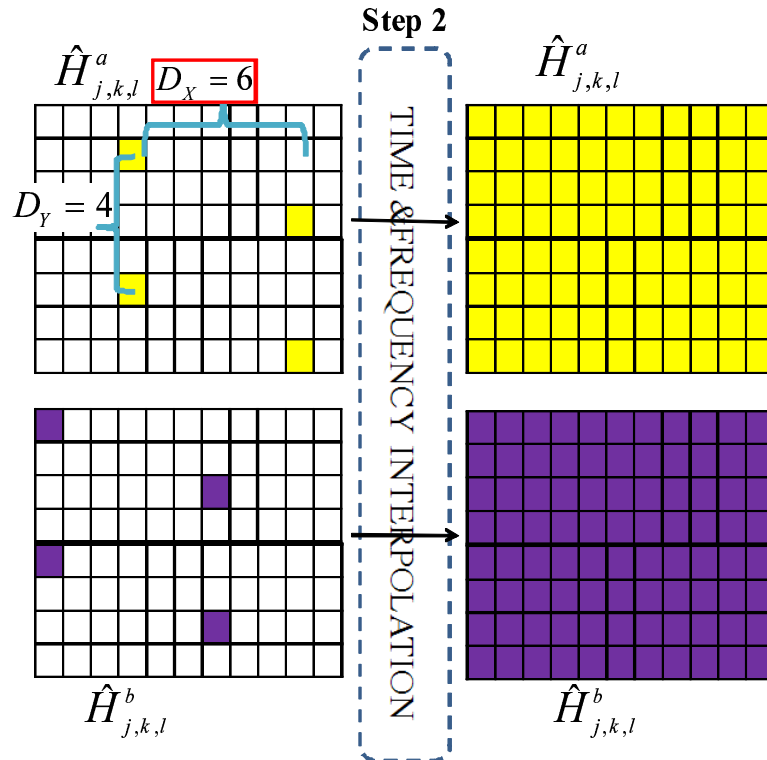 Step 2
Ĥ^a_{j,k,l}
D_X = 6
Ĥ^a_{j,k,l}
D_Y = 4
TIME &FREQUENCY INTERPOLATION
Ĥ^b_{j,k,l}
Ĥ^b_{j,k,l}